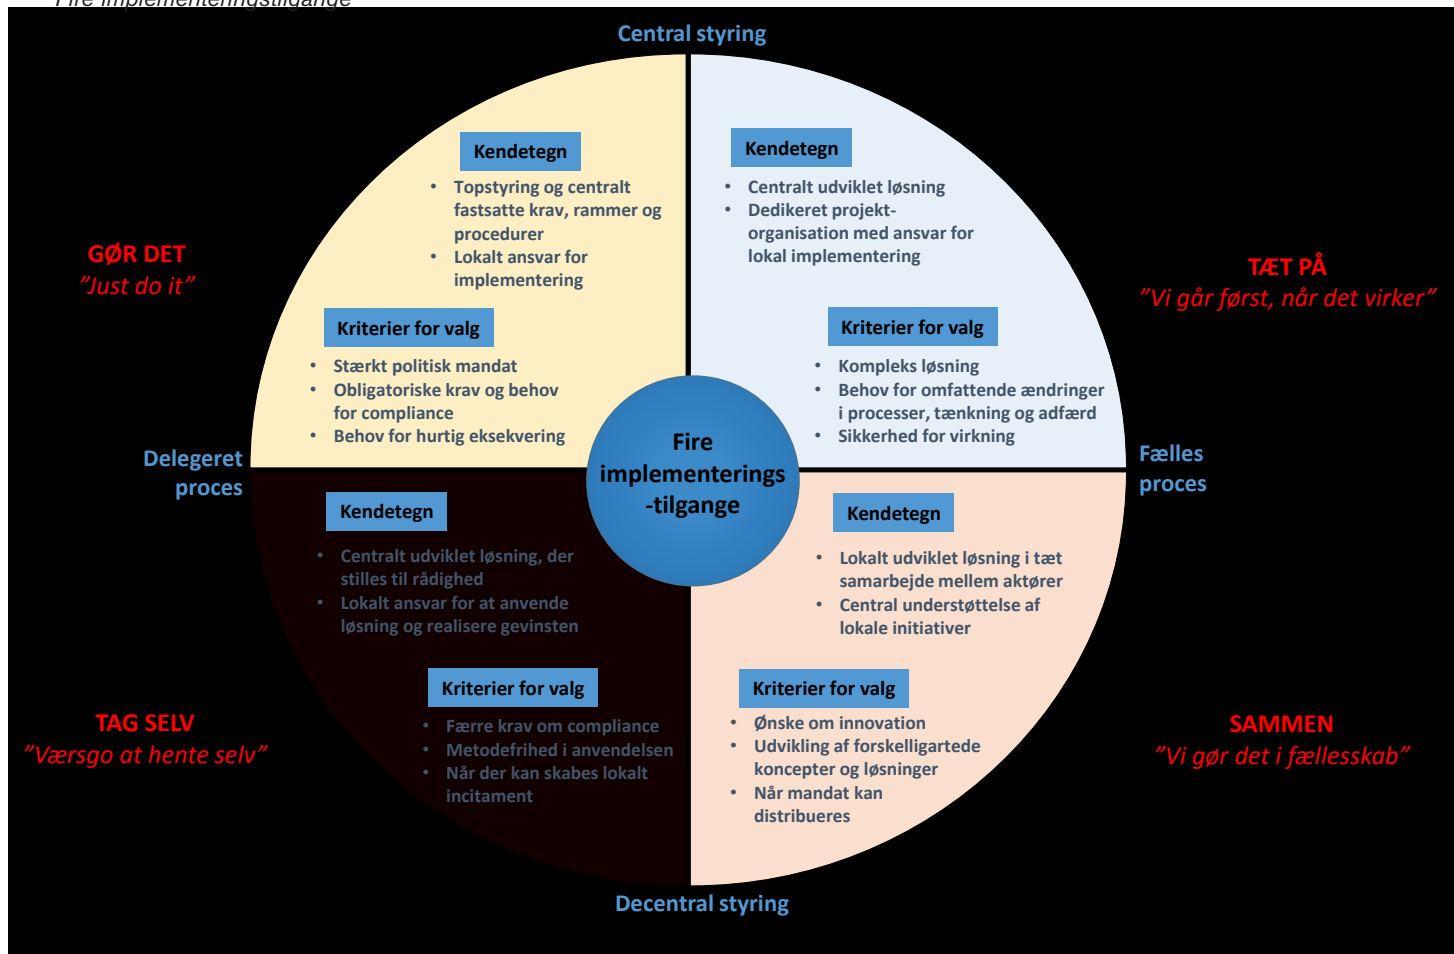 Fire implementeringstilgange
Central styring
GØR DET
”Just do it”
Kendetegn
• Topstyring og centralt
fastsatte krav, rammer og
procedurer
• Lokalt ansvar for
implementering
Kriterier for valg
• Stærkt politisk mandat
• Obligatoriske krav og behov
for compliance
• Behov for hurtig eksekvering
Kendetegn
• Centralt udviklet løsning
• Dedikeret projekt-
organisation med ansvar for
lokal implementering
Kriterier for valg
• Kompleks løsning
• Behov for omfattende ændringer
i processer, tænkning og adfærd
• Sikkerhed for virkning
TÆT PÅ
”Vi går først, når det virker”
Delegeret
proces
Fire
implementerings
-tilgange
Fælles
proces
TAG SELV
”Værsgo at hente selv”
Kendetegn
• Centralt udviklet løsning, der
stilles til rådighed
• Lokalt ansvar for at anvende
løsning og realisere gevinsten
Kriterier for valg
• Færre krav om compliance
• Metodefrihed i anvendelsen
• Når der kan skabes lokalt
incitament
Kendetegn
• Lokalt udviklet løsning i tæt
samarbejde mellem aktører
• Central understøttelse af
lokale initiativer
Kriterier for valg
• Ønske om innovation
• Udvikling af forskelligartede
koncepter og løsninger
• Når mandat kan
distribueres
SAMMEN
”Vi gør det i fællesskab”
Decentral styring